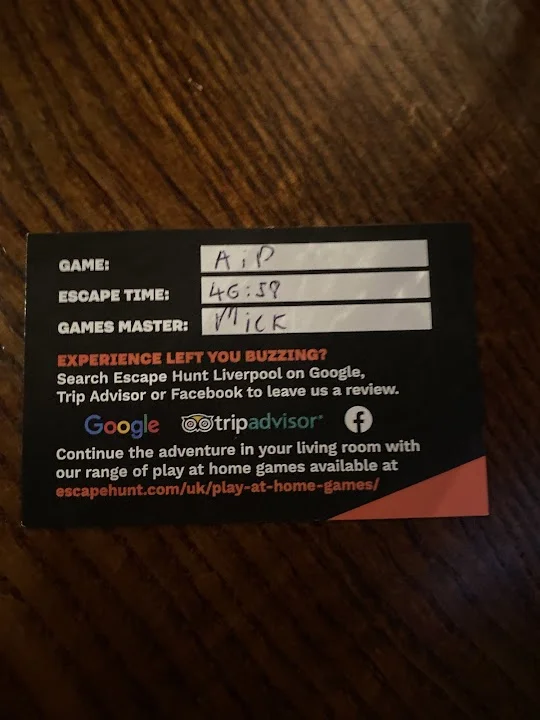 GAME: AiP
ESCAPE TIME: 46:59
GAMES MASTER: Mick
EXPERIENCE LEFT YOU BUZZING?
Search Escape Hunt Liverpool on Google,
Trip Advisor or Facebook to leave us a review.
Google tripadvisor f
Continue the adventure in your living room with
our range of play at home games available at
escapehunt.com/uk/play-at-home-games/